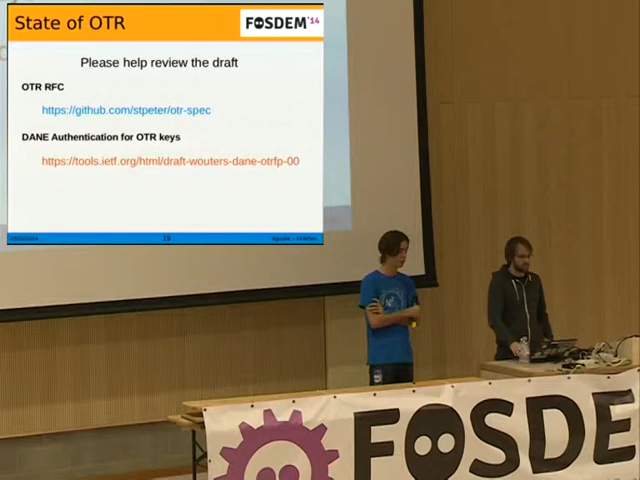 State of OTR
FOSDEM'14
Please help review the draft
OTR RFC
https://github.com/stpeter/otr-spec
DANE Authentication for OTR keys
https://tools.ietf.org/html/draft-wouters-dane-otrfp-00
19
FOSDE